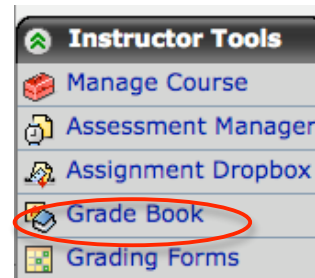 Instructor Tools
Manage Course
Assessment Manager
Assignment Dropbox
Grade Book
Grading Forms